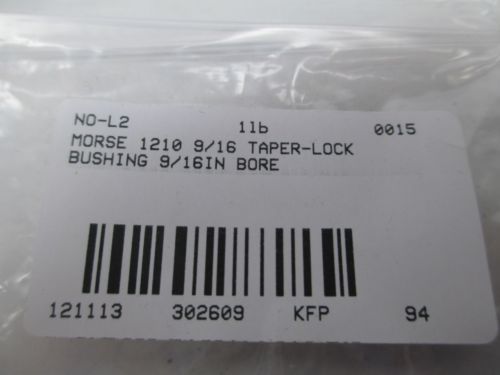 NO-L2 1lb 0015
MORSE 1210 9/16 TAPER-LOCK
BUSHING 9/16IN BORE
121113 302609 KFP 94